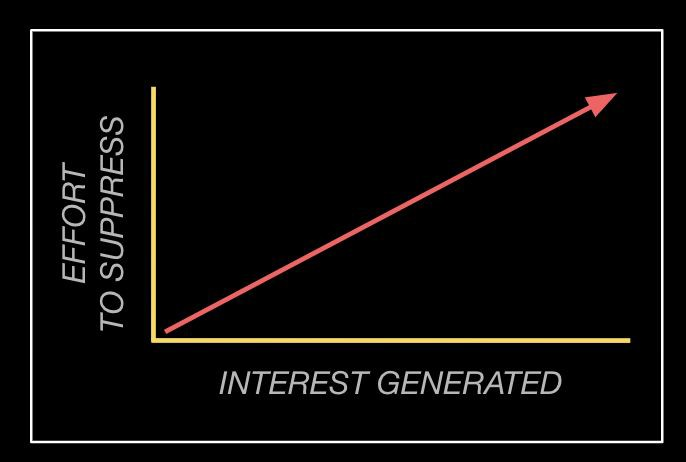 EFFORT
TO SUPPRESS
INTEREST GENERATED